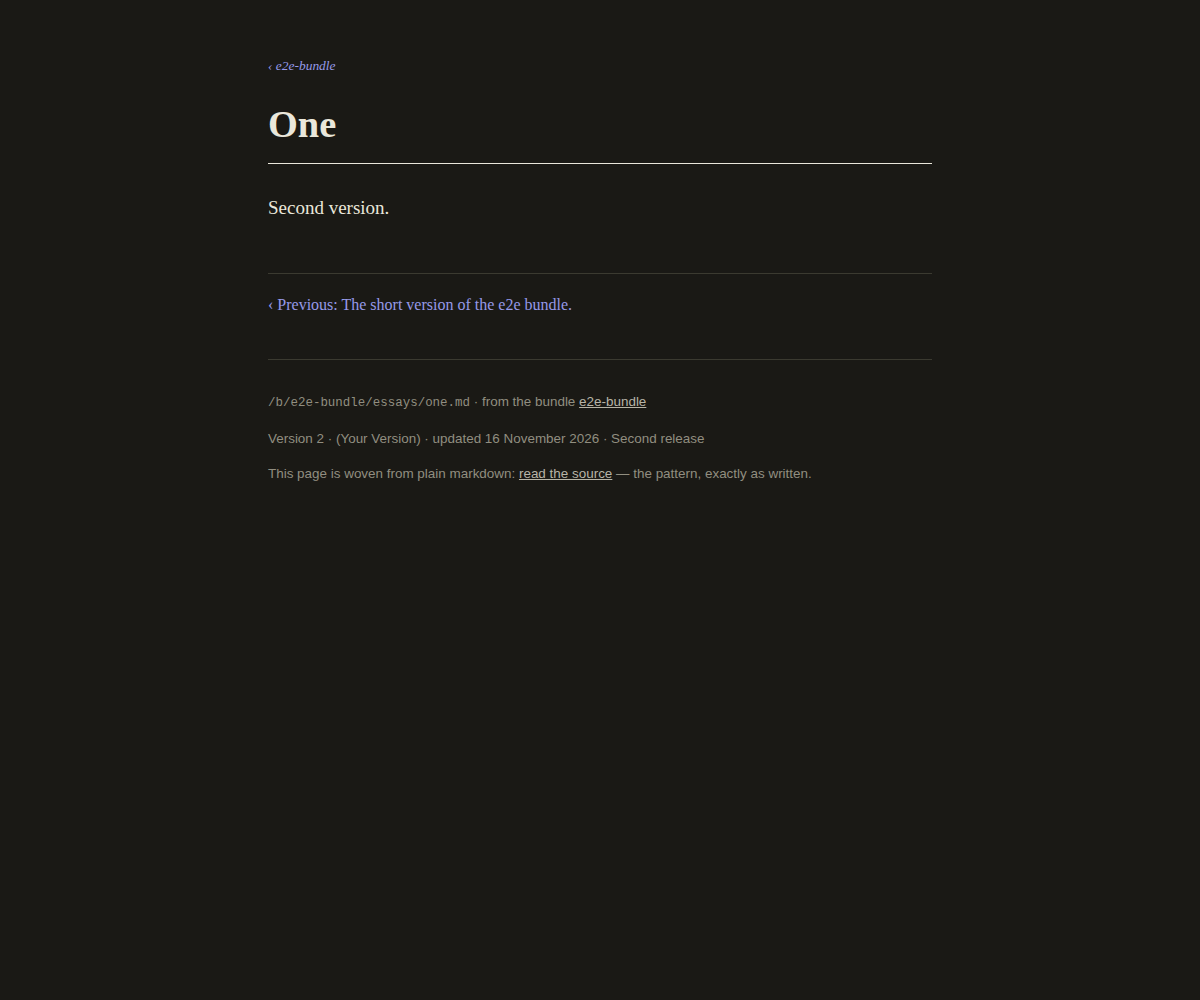 ‹ e2e-bundle
One
Second version.
‹ Previous: The short version of the e2e bundle.
/b/e2e-bundle/essays/one.md · from the bundle e2e-bundle
Version 2 · (Your Version) · updated 16 November 2026 · Second release
This page is woven from plain markdown: read the source — the pattern, exactly as written.